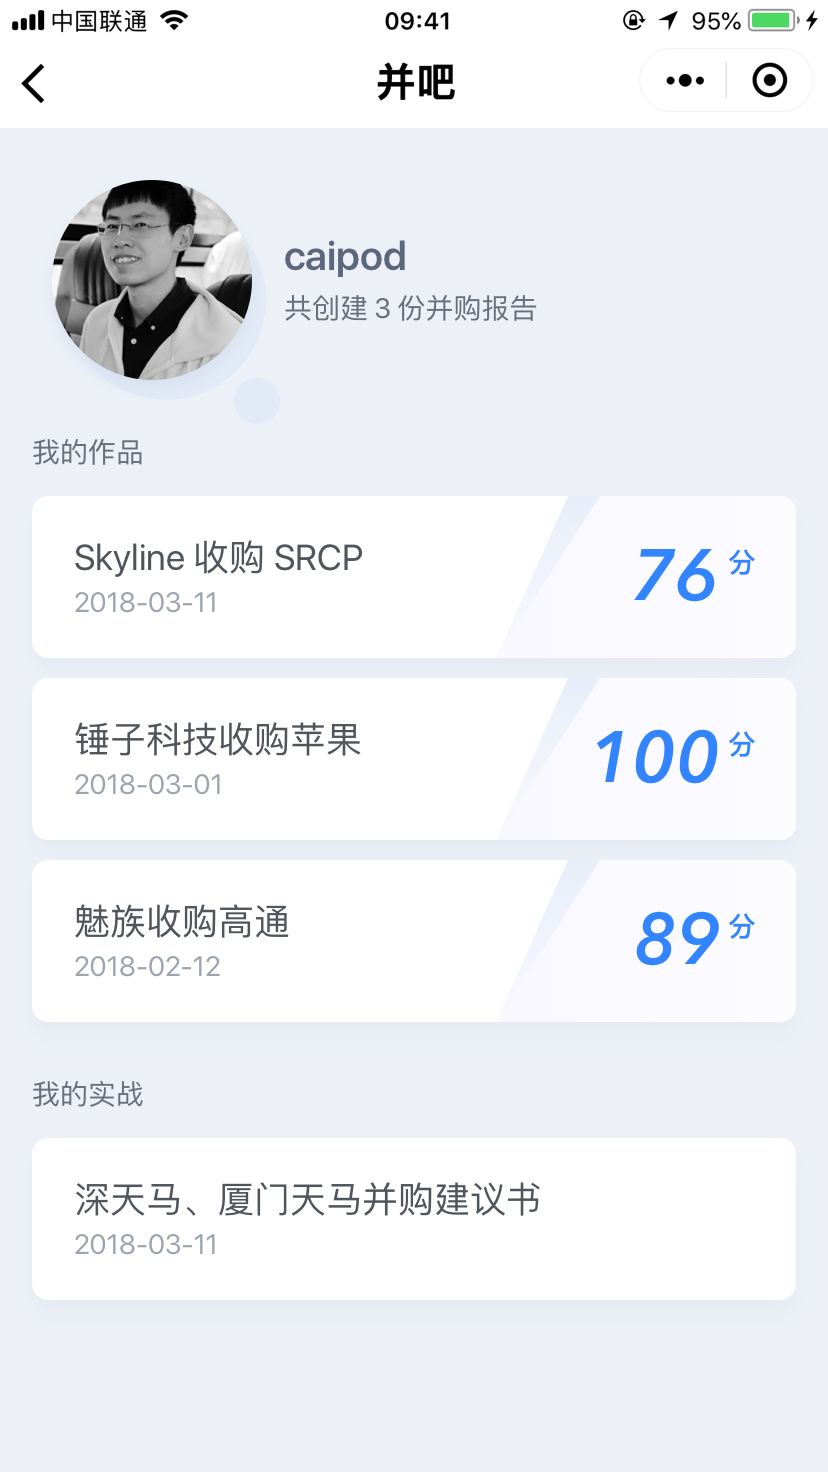 中国联通
09:41
95%
并吧
caipod
共创建 3 份并购报告
我的作品
Skyline 收购 SRCP
76 分
2018-03-11
锤子科技收购苹果
100 分
2018-03-01
魅族收购高通
89 分
2018-02-12
我的实战
深天马、厦门天马并购建议书
2018-03-11